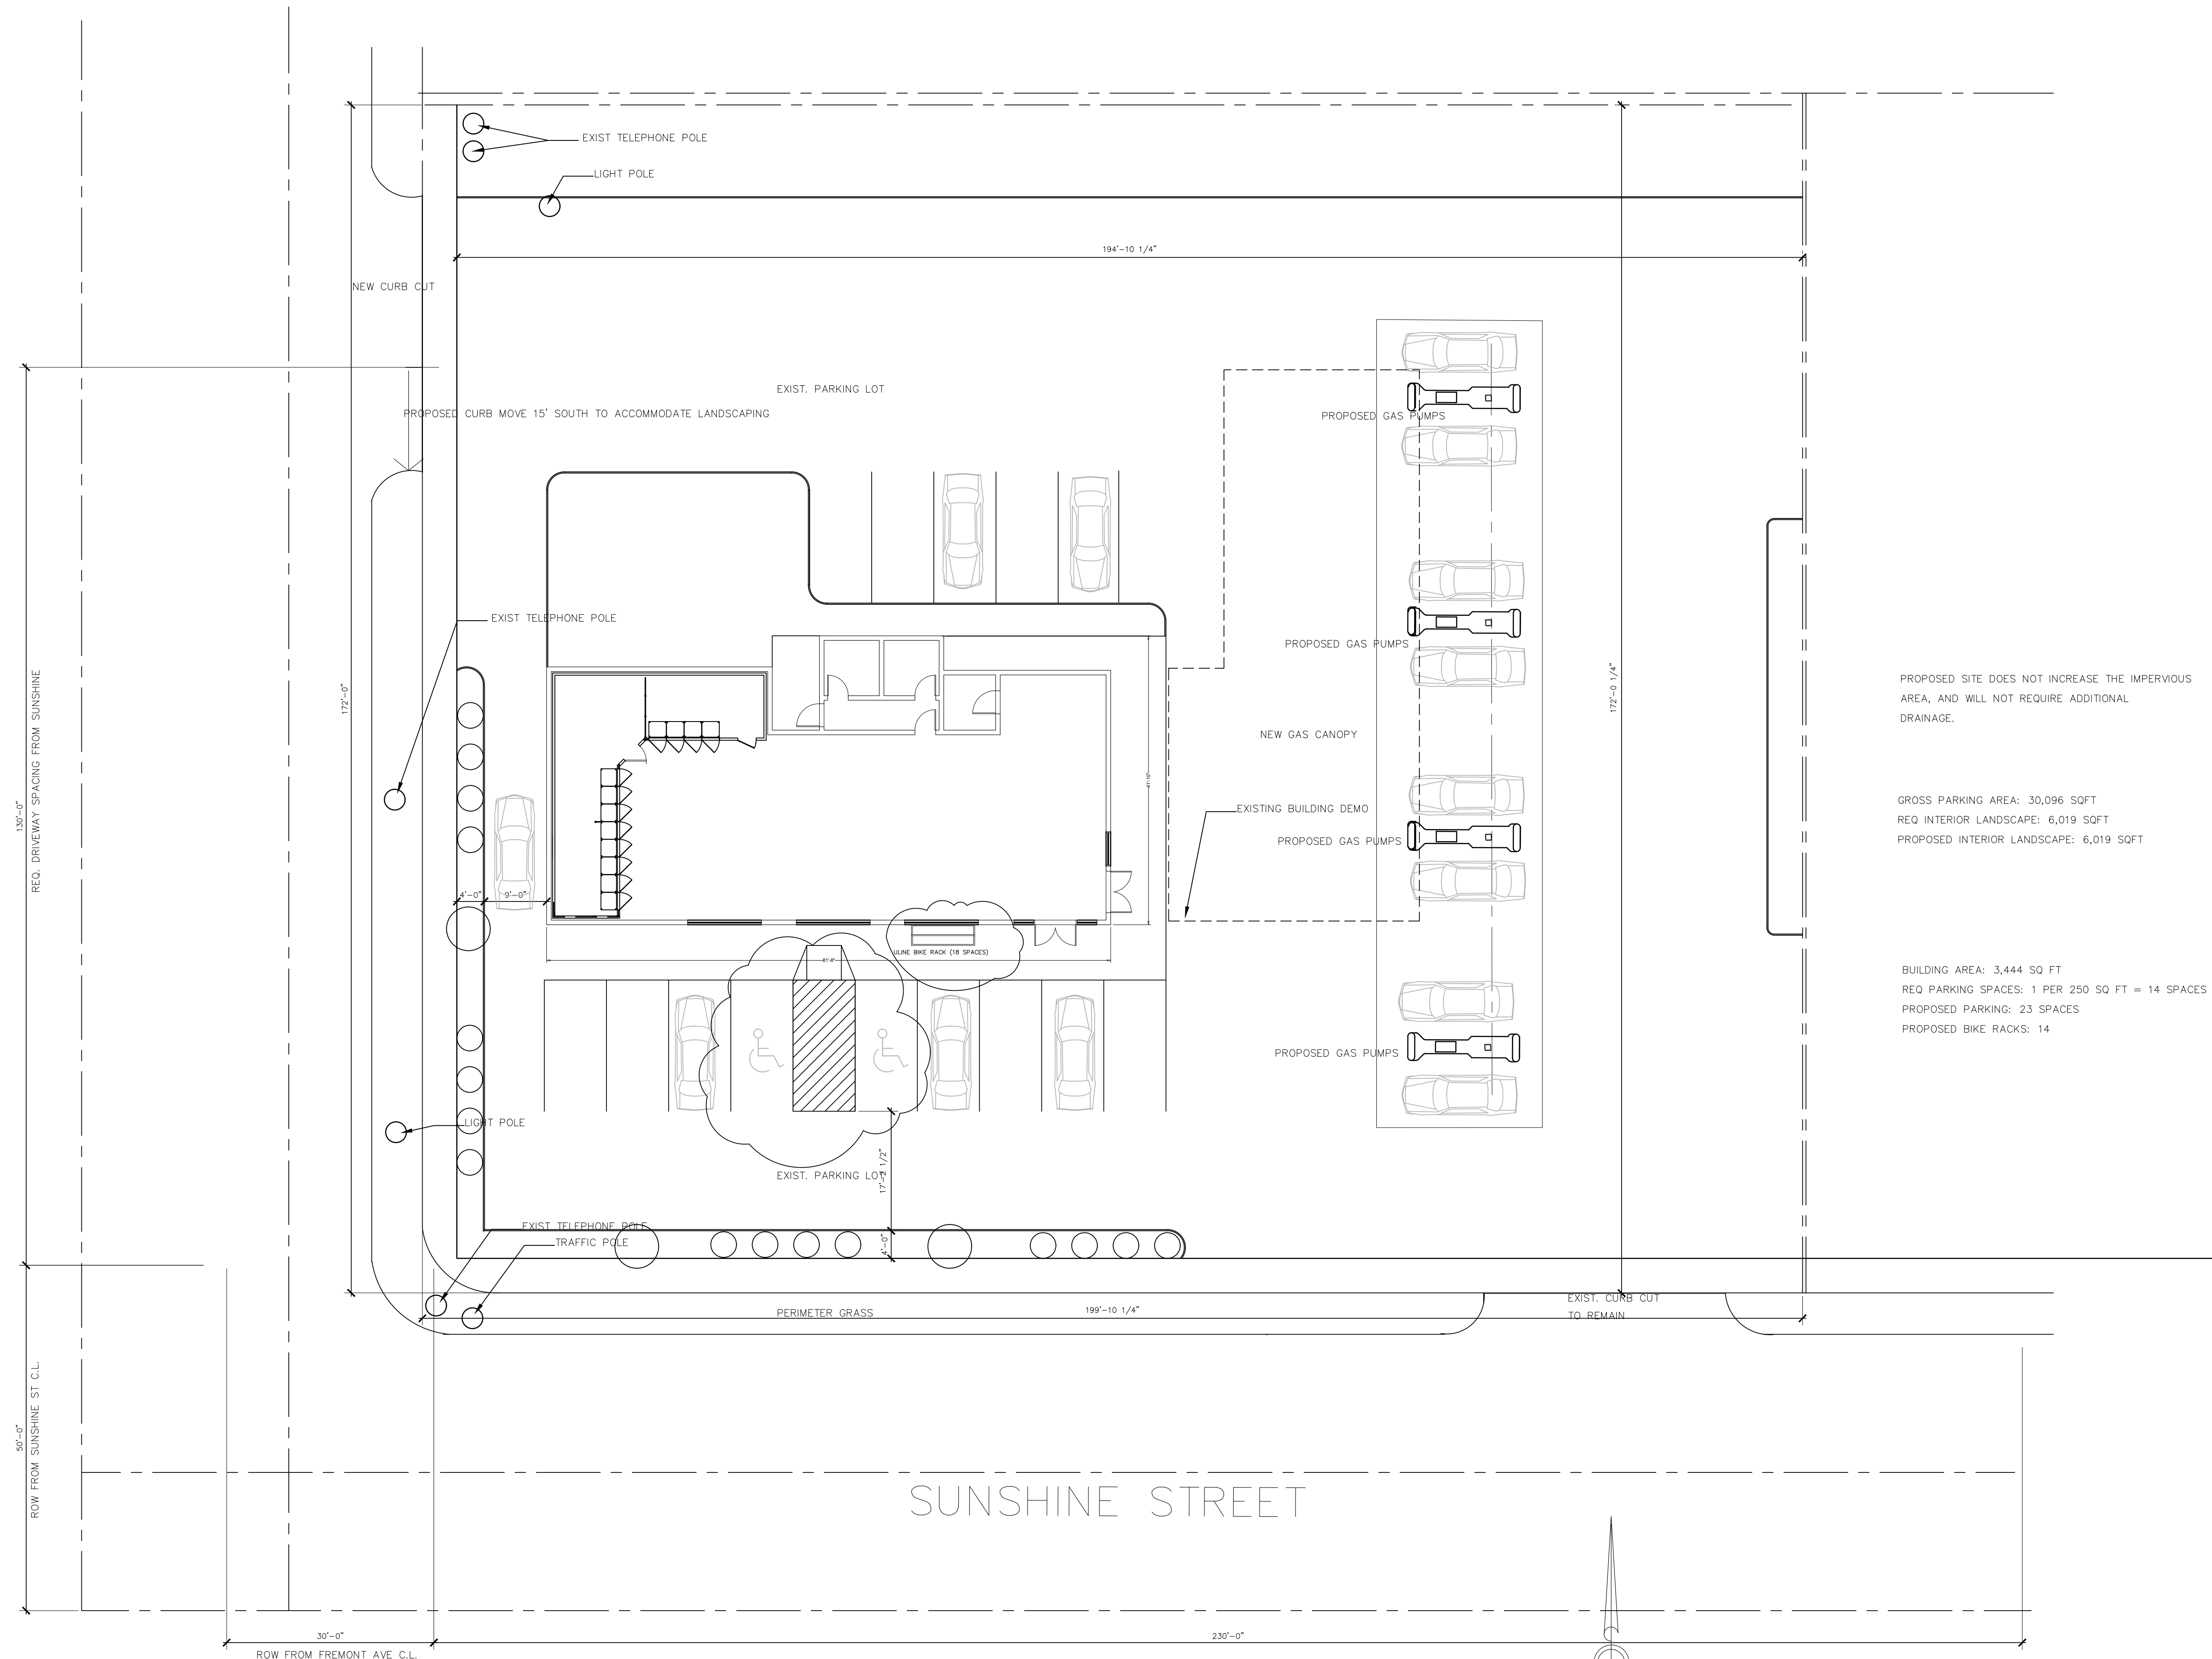 EXIST TELEPHONE POLE
LIGHT POLE
194'-10 1/4"
NEW CURB CUT
EXIST. PARKING LOT
PROPOSED CURB MOVE 15' SOUTH TO ACCOMMODATE LANDSCAPING
PROPOSED GAS PUMPS
EXIST TELEPHONE POLE
PROPOSED GAS PUMPS
172'-0"
172'-0 1/4"
130'-0"
REQ. DRIVEWAY SPACING FROM SUNSHINE
NEW GAS CANOPY
41'-10"
EXISTING BUILDING DEMO
PROPOSED GAS PUMPS
4'-0"
9'-0"
ULINE BIKE RACK (18 SPACES)
81'-8"
PROPOSED GAS PUMPS
LIGHT POLE
EXIST. PARKING LOT
17'-2 1/2"
EXIST TELEPHONE POLE
TRAFFIC POLE
4'-0"
PERIMETER GRASS
199'-10 1/4"
EXIST. CURB CUT
TO REMAIN
PROPOSED SITE DOES NOT INCREASE THE IMPERVIOUS
AREA, AND WILL NOT REQUIRE ADDITIONAL
DRAINAGE.
GROSS PARKING AREA: 30,096 SQFT
REQ INTERIOR LANDSCAPE: 6,019 SQFT
PROPOSED INTERIOR LANDSCAPE: 6,019 SQFT
BUILDING AREA: 3,444 SQ FT
REQ PARKING SPACES: 1 PER 250 SQ FT = 14 SPACES
PROPOSED PARKING: 23 SPACES
PROPOSED BIKE RACKS: 14
50'-0"
ROW FROM SUNSHINE ST C.L.
SUNSHINE STREET
30'-0"
ROW FROM FREMONT AVE C.L.
230'-0"